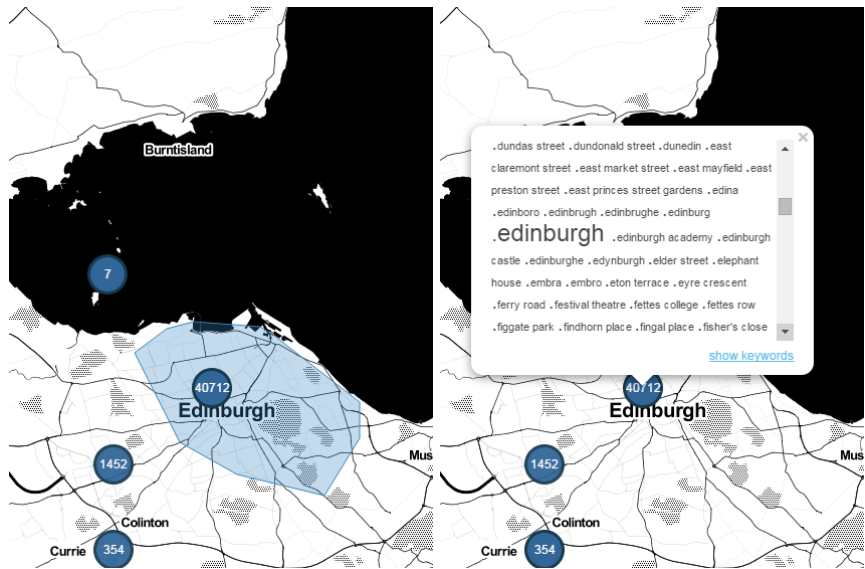 Burntisland
7
40712
Edinburgh
1452
Mus
Colinton
Currie
354
×
.dundas street .dundonald street .dunedin .east
claremont street .east market street .east mayfield .east
preston street .east princes street gardens .edina
.edinboro .edinbrugh .edinbrughe .edinburg
.edinburgh .edinburgh academy .edinburgh
castle .edinburghe .edynburgh .elder street .elephant
house .embra .embro .eton terrace .eyre crescent
.ferry road .festival theatre .fettes college .fettes row
.figgate park .findhorn place .fingal place .fisher's close
show keywords
40712
Edinburgh
1452
Mus
Colinton
Currie
354